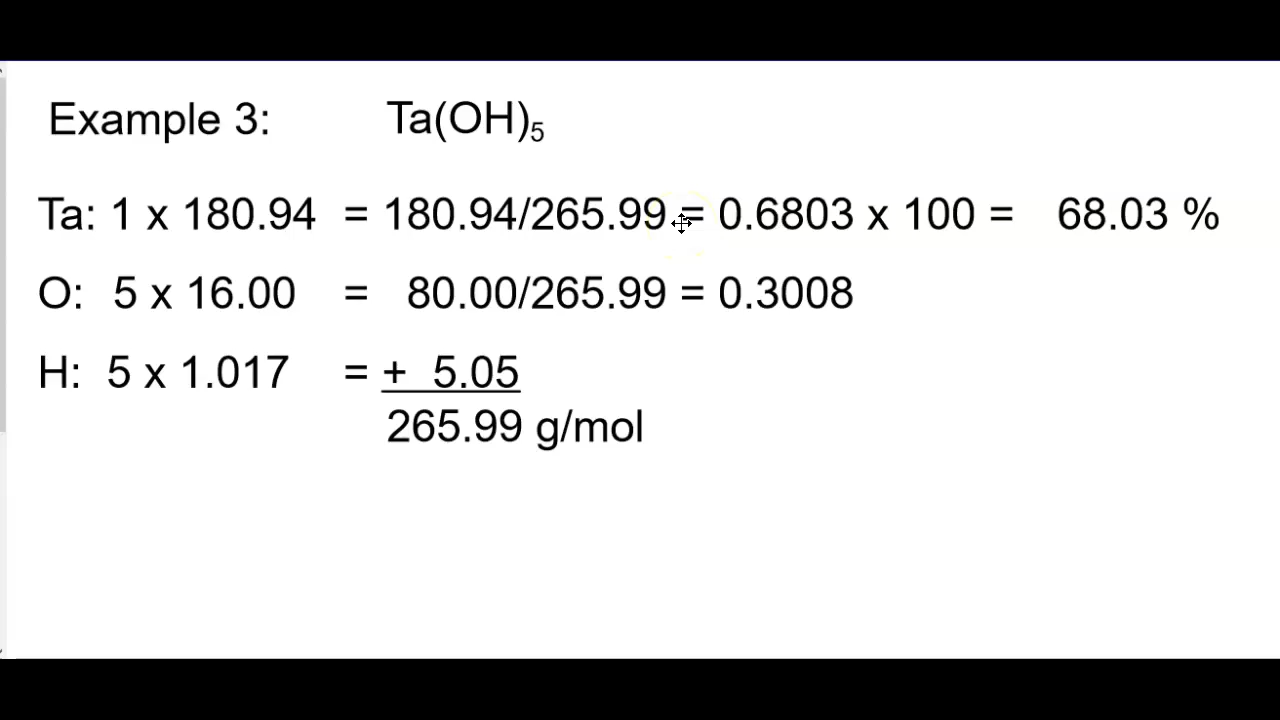 Example 3: Ta(OH)₅
Ta: 1 x 180.94 = 180.94/265.99 = 0.6803 x 100 = 68.03 %
O: 5 x 16.00 = 80.00/265.99 = 0.3008
H: 5 x 1.017 = + 5.05
265.99 g/mol